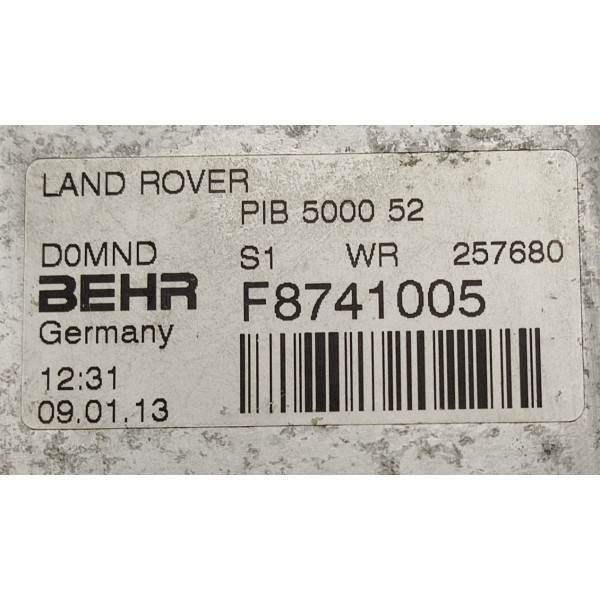 LAND ROVER
PIB 5000 52
D0MND S1 WR 257680
BEHR F8741005
Germany
12:31
09.01.13